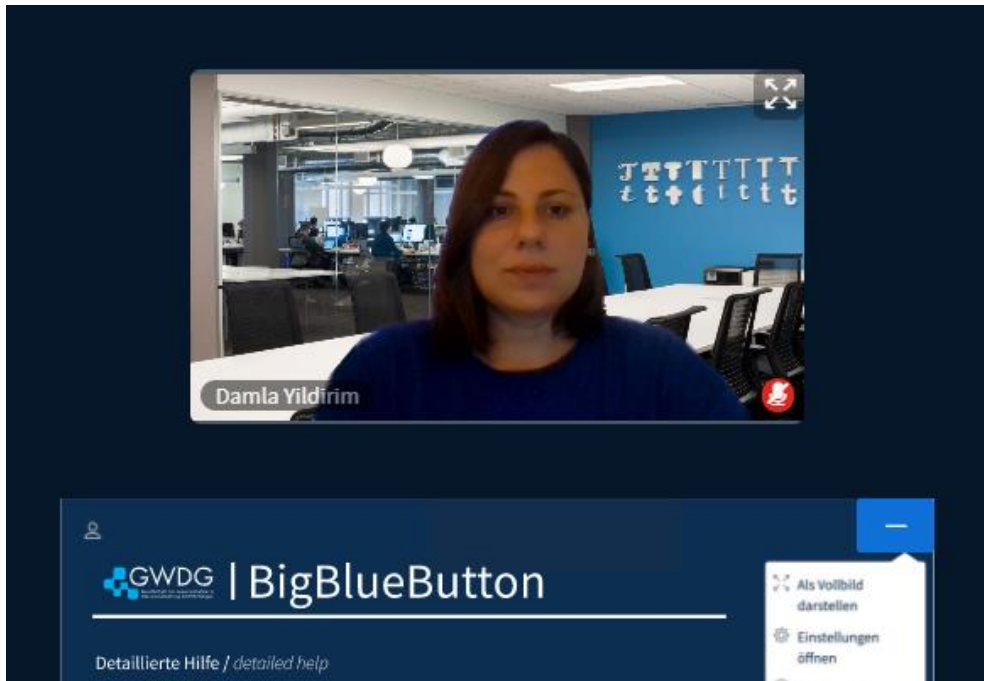 T T T T T T T T T
t t t t t t t t t
Damla Yildirim
GWDG | BigBlueButton
Als Vollbild
darstellen
Einstellungen
öffnen
Detaillierte Hilfe / detailed help